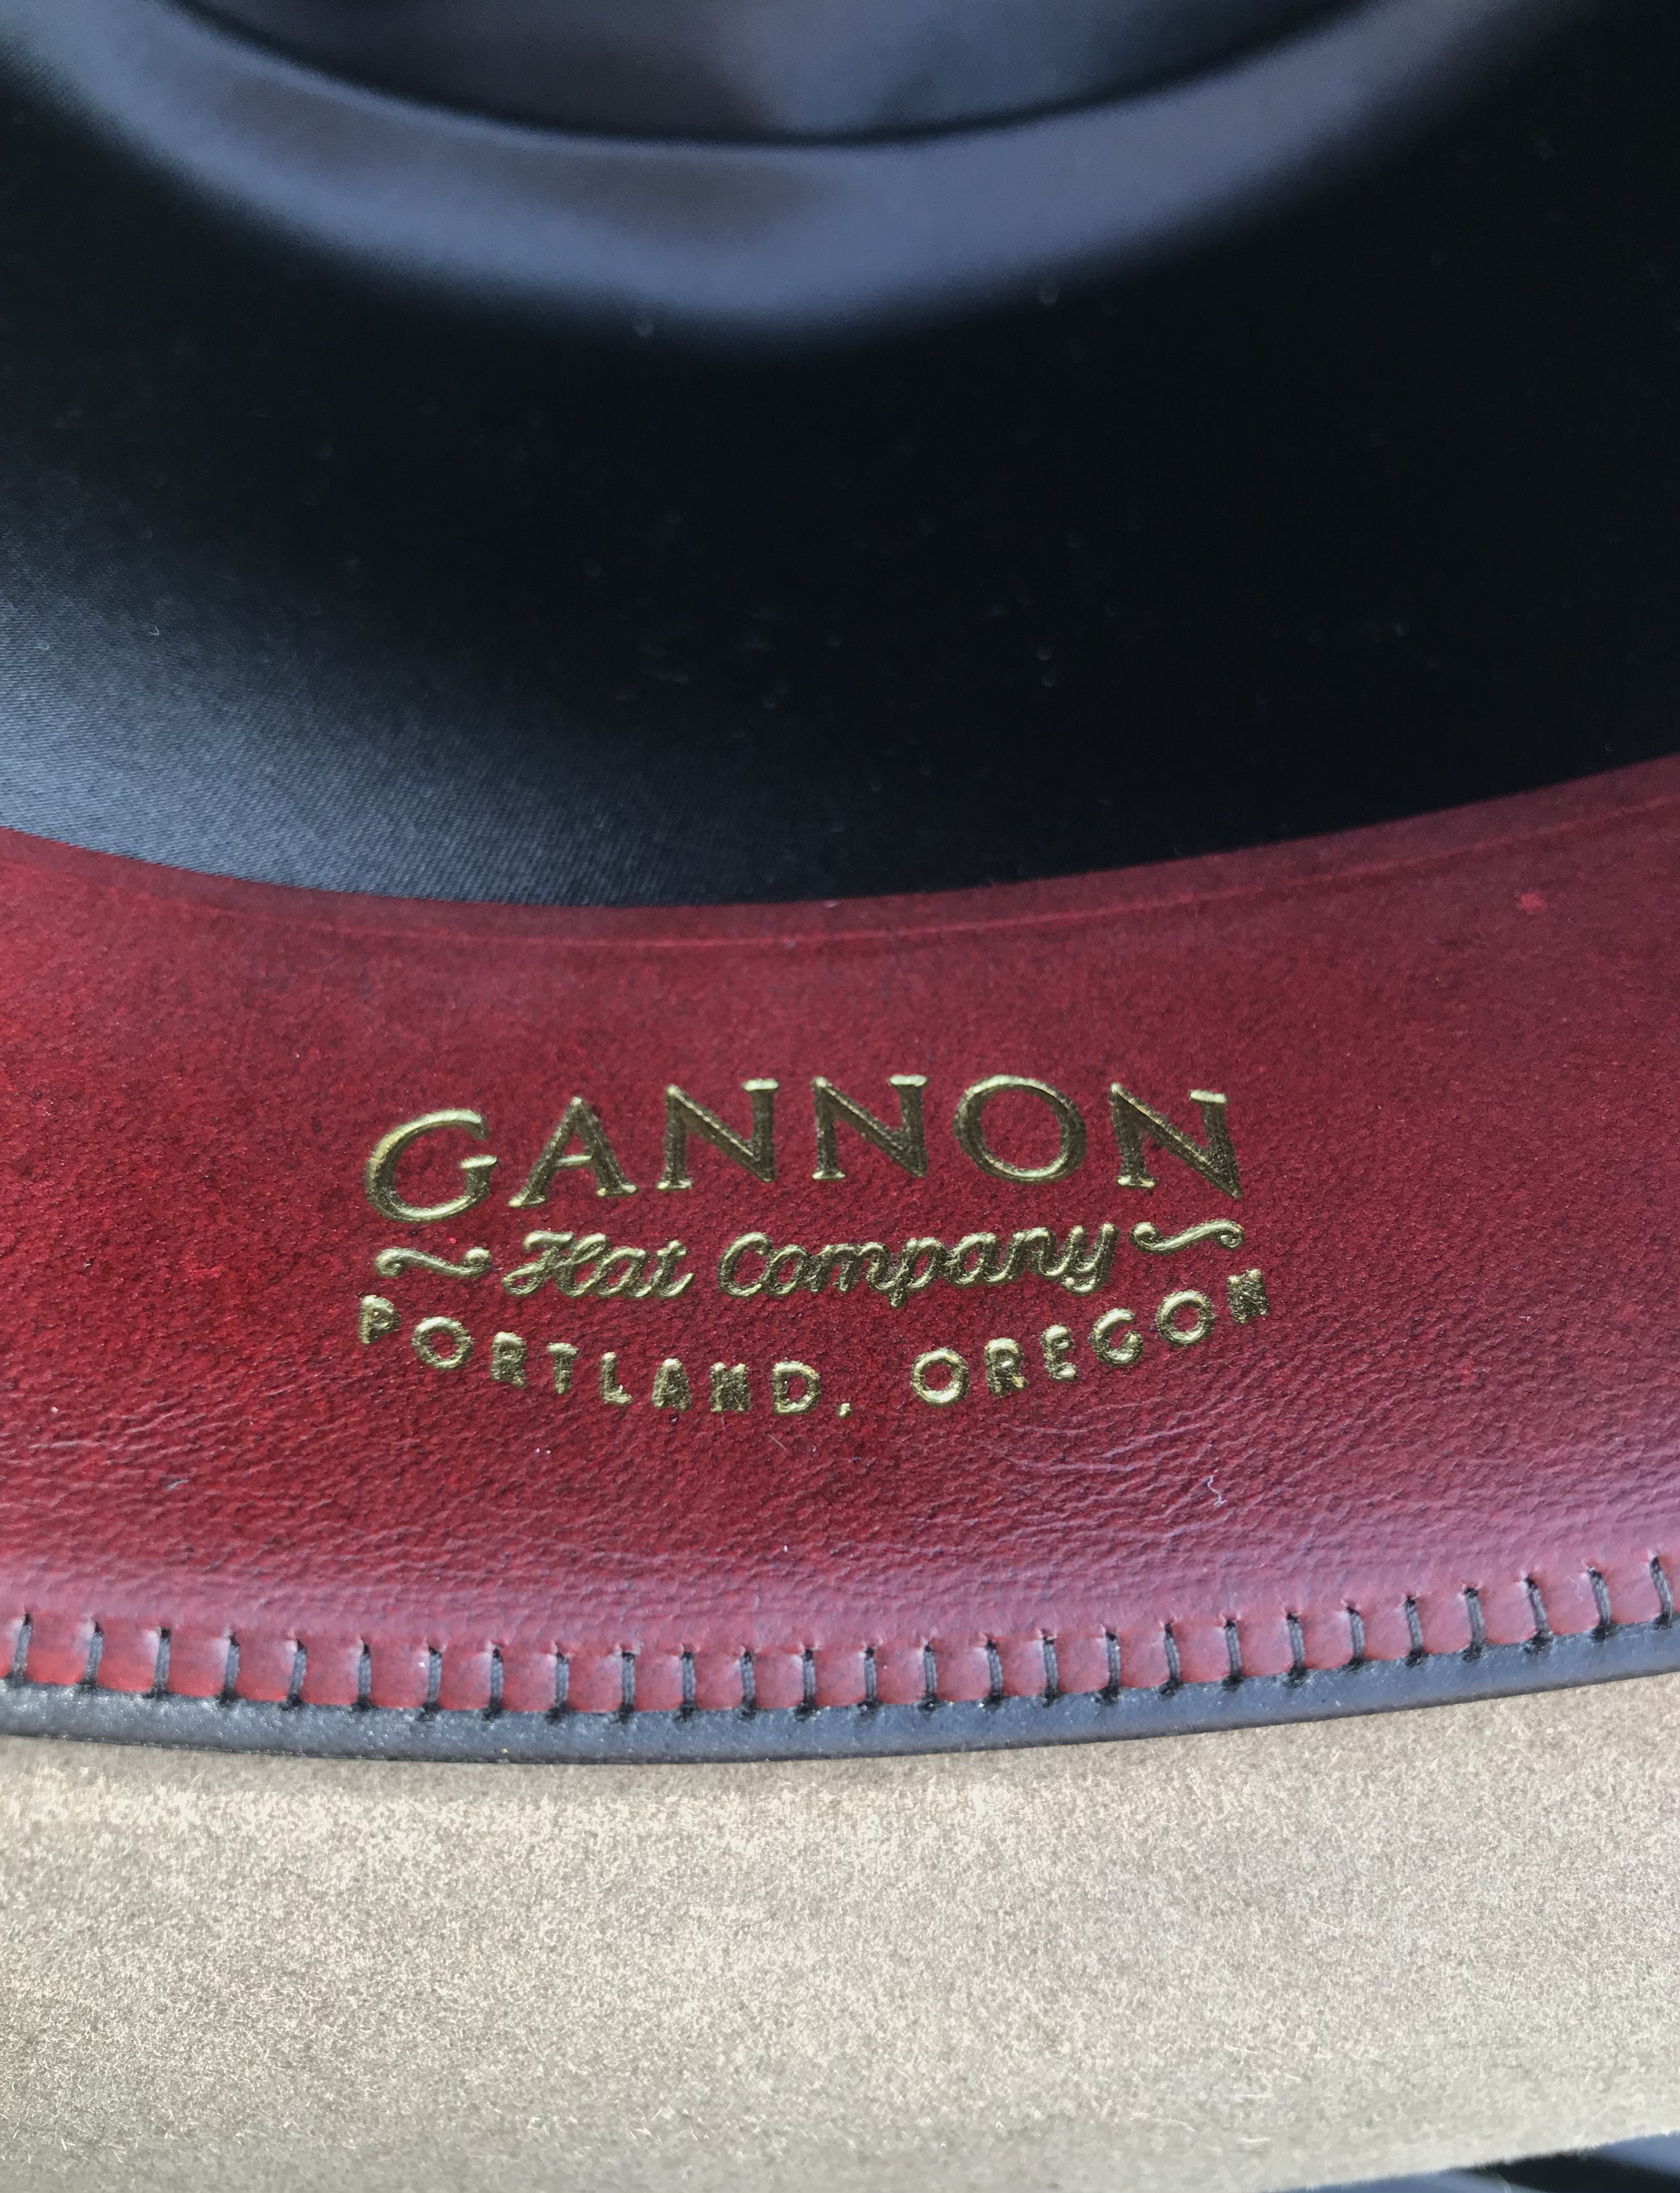 GANNON
Hat Company
PORTLAND, OREGON